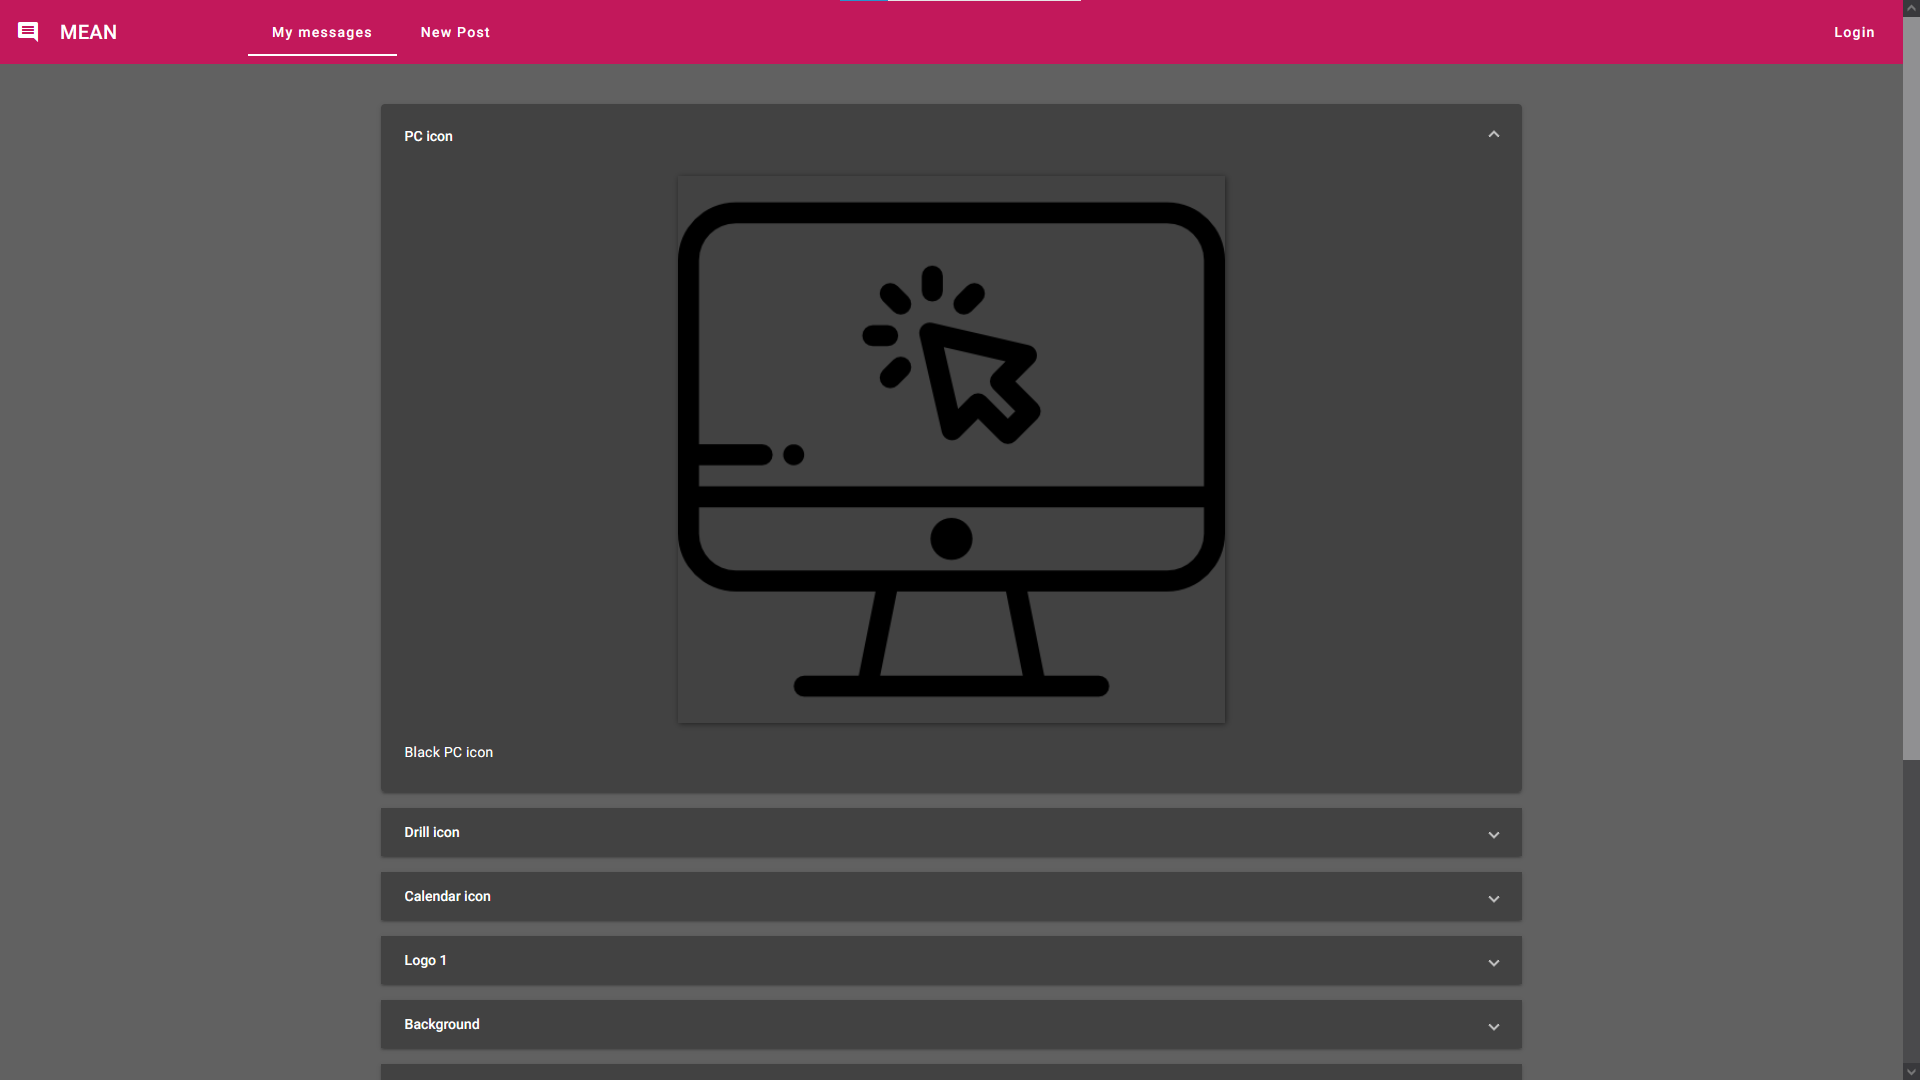 MEAN
My messages
New Post
Login
PC icon
Black PC icon
Drill icon
Calendar icon
Logo 1
Background